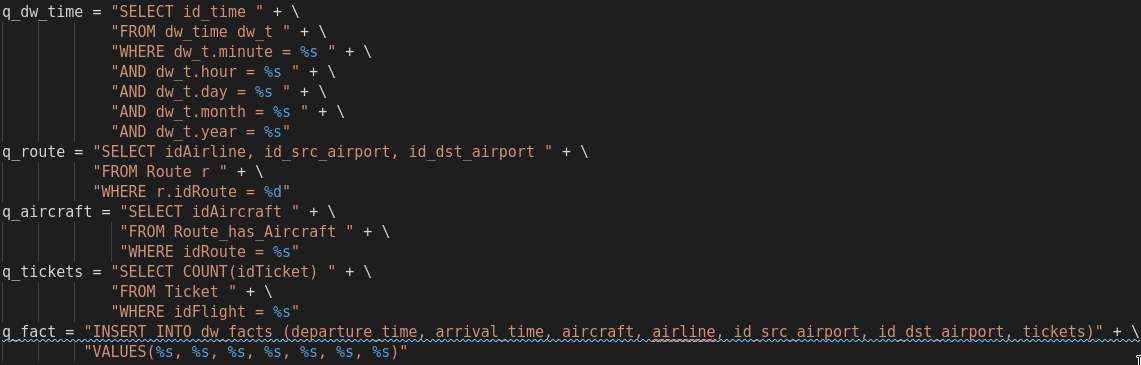 q_dw_time = "SELECT id_time " + \
"FROM dw_time dw_t " + \
"WHERE dw_t.minute = %s " + \
"AND dw_t.hour = %s " + \
"AND dw_t.day = %s " + \
"AND dw_t.month = %s " + \
"AND dw_t.year = %s"
q_route = "SELECT idAirline, id_src_airport, id_dst_airport " + \
"FROM Route r " + \
"WHERE r.idRoute = %d"
q_aircraft = "SELECT idAircraft " + \
"FROM Route_has_Aircraft " + \
"WHERE idRoute = %s"
q_tickets = "SELECT COUNT(idTicket) " + \
"FROM Ticket " + \
"WHERE idFlight = %s"
q_fact = "INSERT INTO dw_facts (departure_time, arrival_time, aircraft, airline, id_src_airport, id_dst_airport, tickets)" + \
"VALUES(%s, %s, %s, %s, %s, %s, %s)"